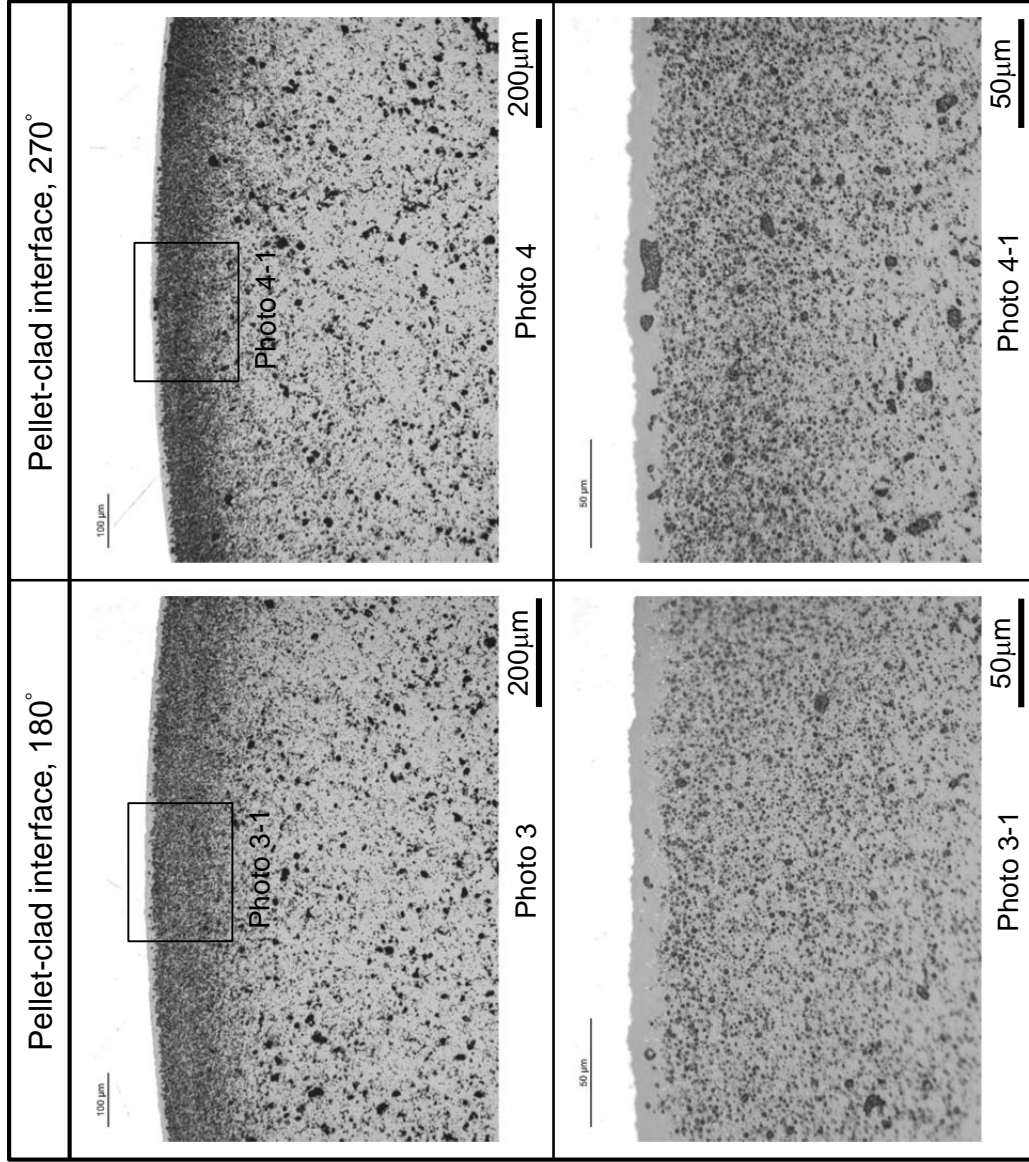 Pellet-clad interface, 180°
Pellet-clad interface, 270°
100 µm
Photo 3-1
Photo 3
200µm
100 µm
Photo 4-1
Photo 4
200µm
50 µm
Photo 3-1
50µm
50 µm
Photo 4-1
50µm